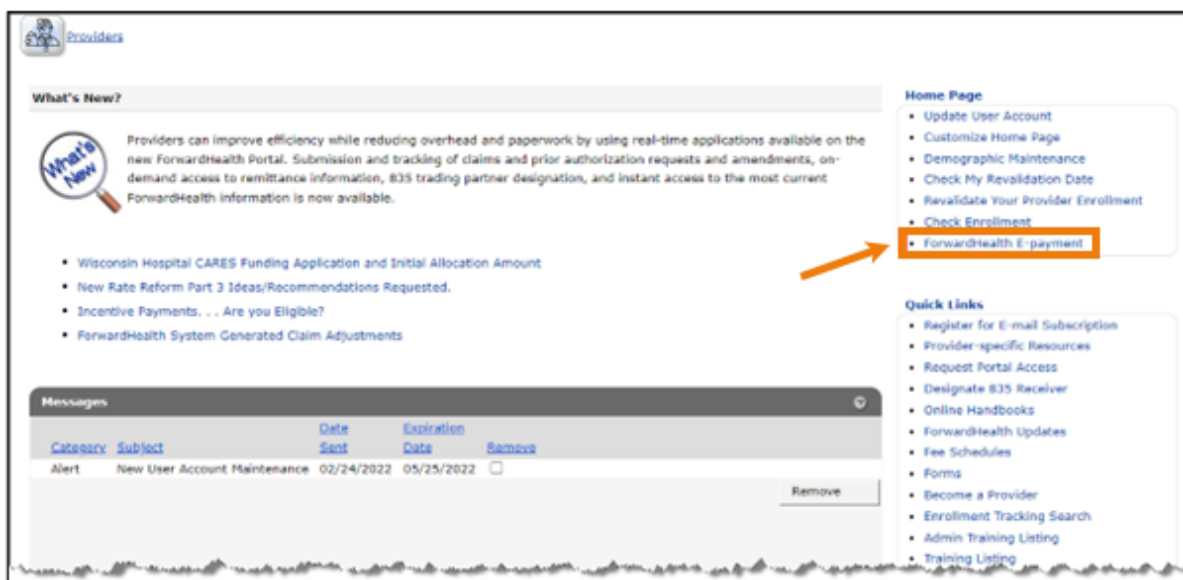 Providers
What's New?
What's
New
Providers can improve efficiency while reducing overhead and paperwork by using real-time applications available on the
new ForwardHealth Portal. Submission and tracking of claims and prior authorization requests and amendments, on-
demand access to remittance information, 835 trading partner designation, and instant access to the most current
ForwardHealth information is now available.
Wisconsin Hospital CARES Funding Application and Initial Allocation Amount
New Rate Reform Part 3 Ideas/Recommendations Requested.
Incentive Payments. . . Are you Eligible?
ForwardHealth System Generated Claim Adjustments
Messages
Category Subject Date Sent Expiration Date Remove
Alert New User Account Maintenance 02/24/2022 05/25/2022
Remove
Home Page
Update User Account
Customize Home Page
Demographic Maintenance
Check My Revalidation Date
Revalidate Your Provider Enrollment
Check Enrollment
ForwardHealth E-payment
Quick Links
Register for E-mail Subscription
Provider-specific Resources
Request Portal Access
Designate 835 Receiver
Online Handbooks
ForwardHealth Updates
Fee Schedules
Forms
Become a Provider
Enrollment Tracking Search
Admin Training Listing
Training Listing